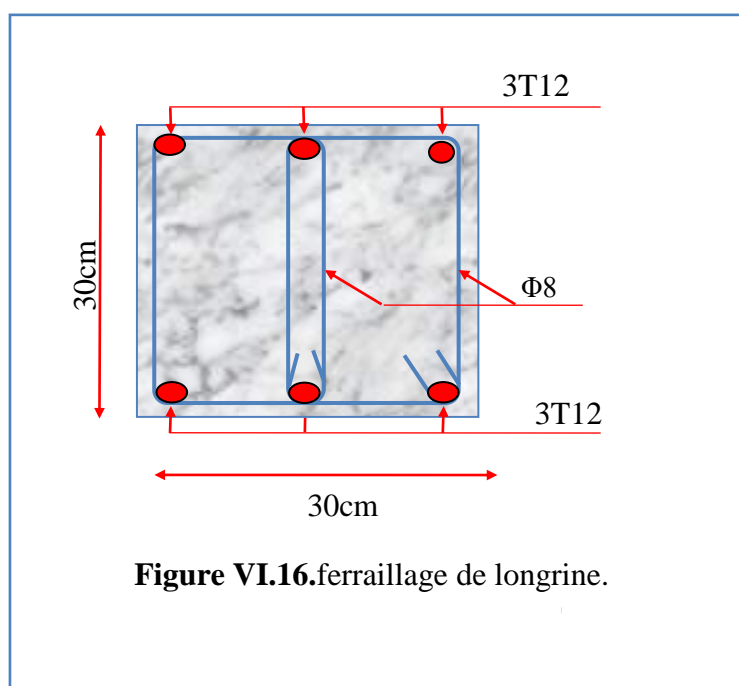 3T12
30cm
Φ8
3T12
30cm
Figure VI.16.ferraillage de longrine.